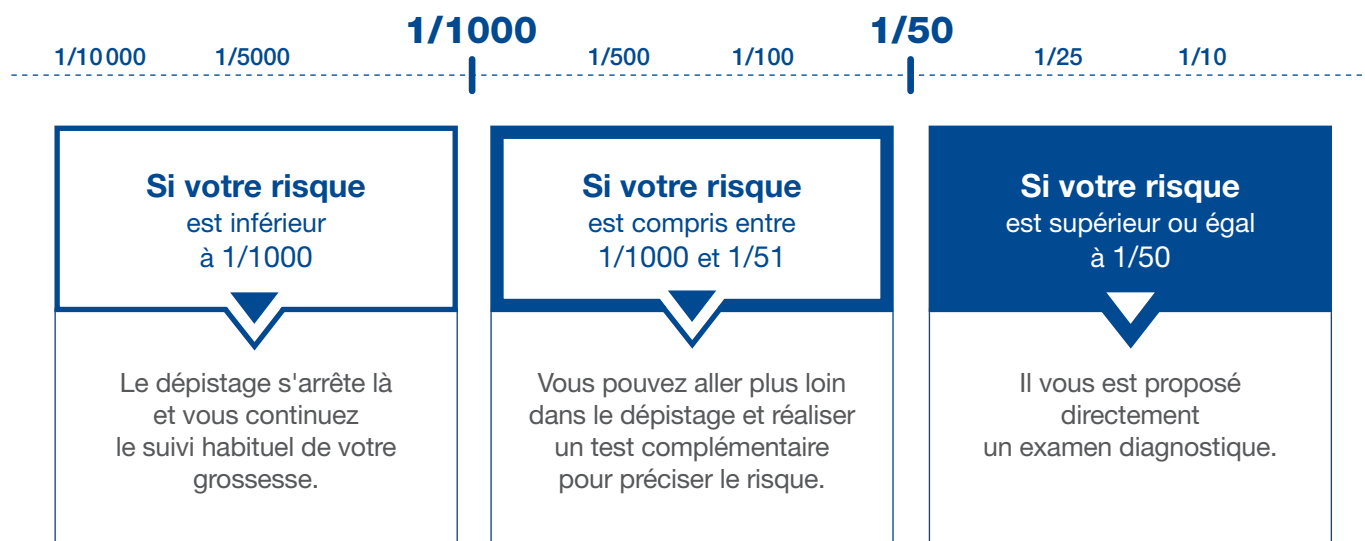 1/10 000 1/5000 1/1000 1/500 1/100 1/50 1/25 1/10
Si votre risque
est inférieur
à 1/1000
Le dépistage s'arrête là
et vous continuez
le suivi habituel de votre
grossesse.
Si votre risque
est compris entre
1/1000 et 1/51
Vous pouvez aller plus loin
dans le dépistage et réaliser
un test complémentaire
pour préciser le risque.
Si votre risque
est supérieur ou égal
à 1/50
Il vous est proposé
directement
un examen diagnostique.